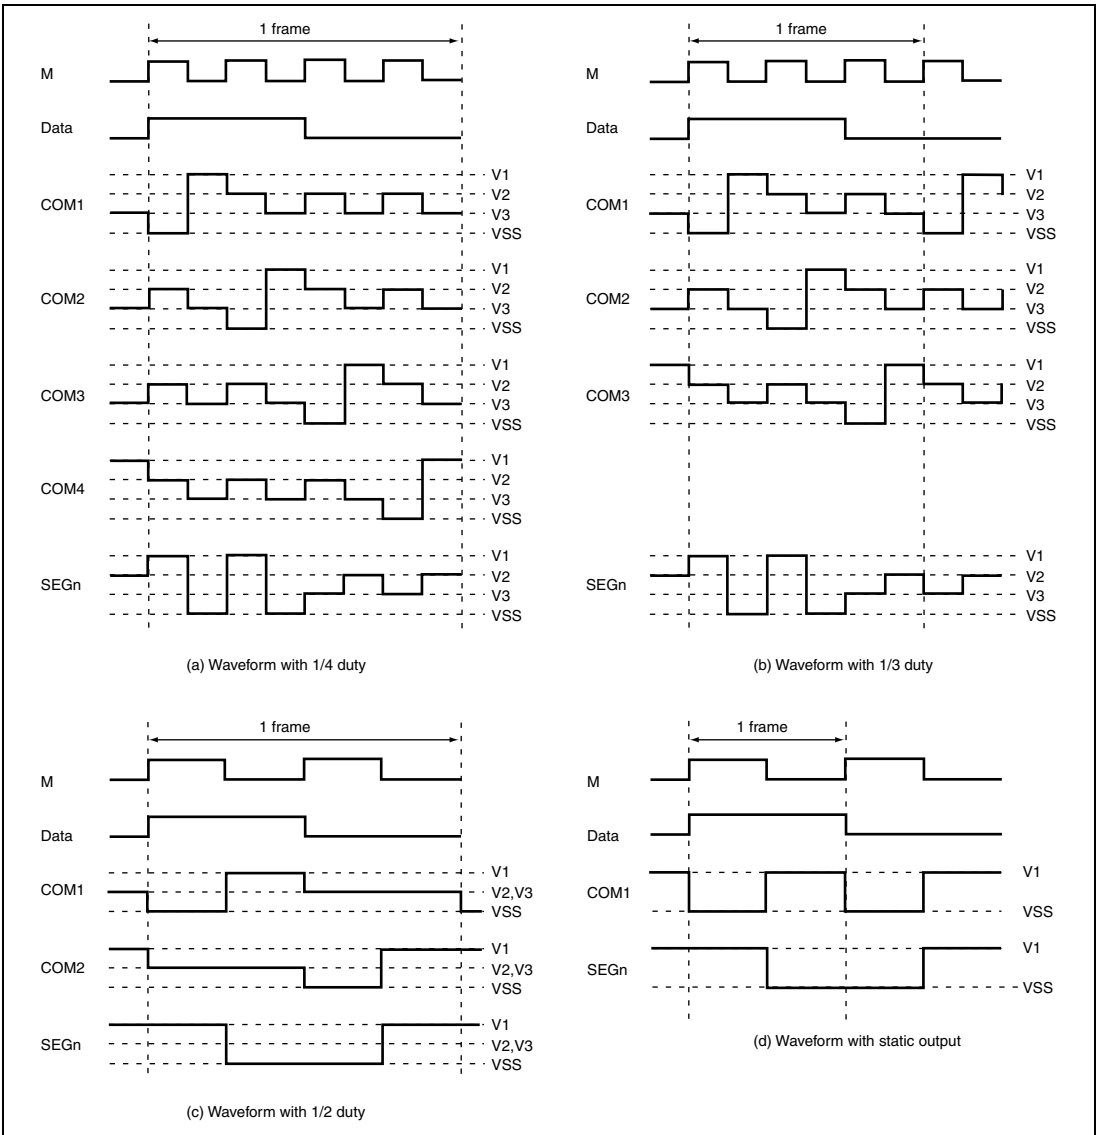 1 frame
M
Data
COM1
V1
V2
V3
VSS
COM2
V1
V2
V3
VSS
COM3
V1
V2
V3
VSS
COM4
V1
V2
V3
VSS
SEGn
V1
V2
V3
VSS
(a) Waveform with 1/4 duty
1 frame
M
Data
COM1
V1
V2
V3
VSS
COM2
V1
V2
V3
VSS
COM3
V1
V2
V3
VSS
SEGn
V1
V2
V3
VSS
(b) Waveform with 1/3 duty
1 frame
M
Data
COM1
V1
V2,V3
VSS
COM2
V1
V2,V3
VSS
SEGn
V1
V2,V3
VSS
(c) Waveform with 1/2 duty
1 frame
M
Data
COM1
V1
VSS
SEGn
V1
VSS
(d) Waveform with static output